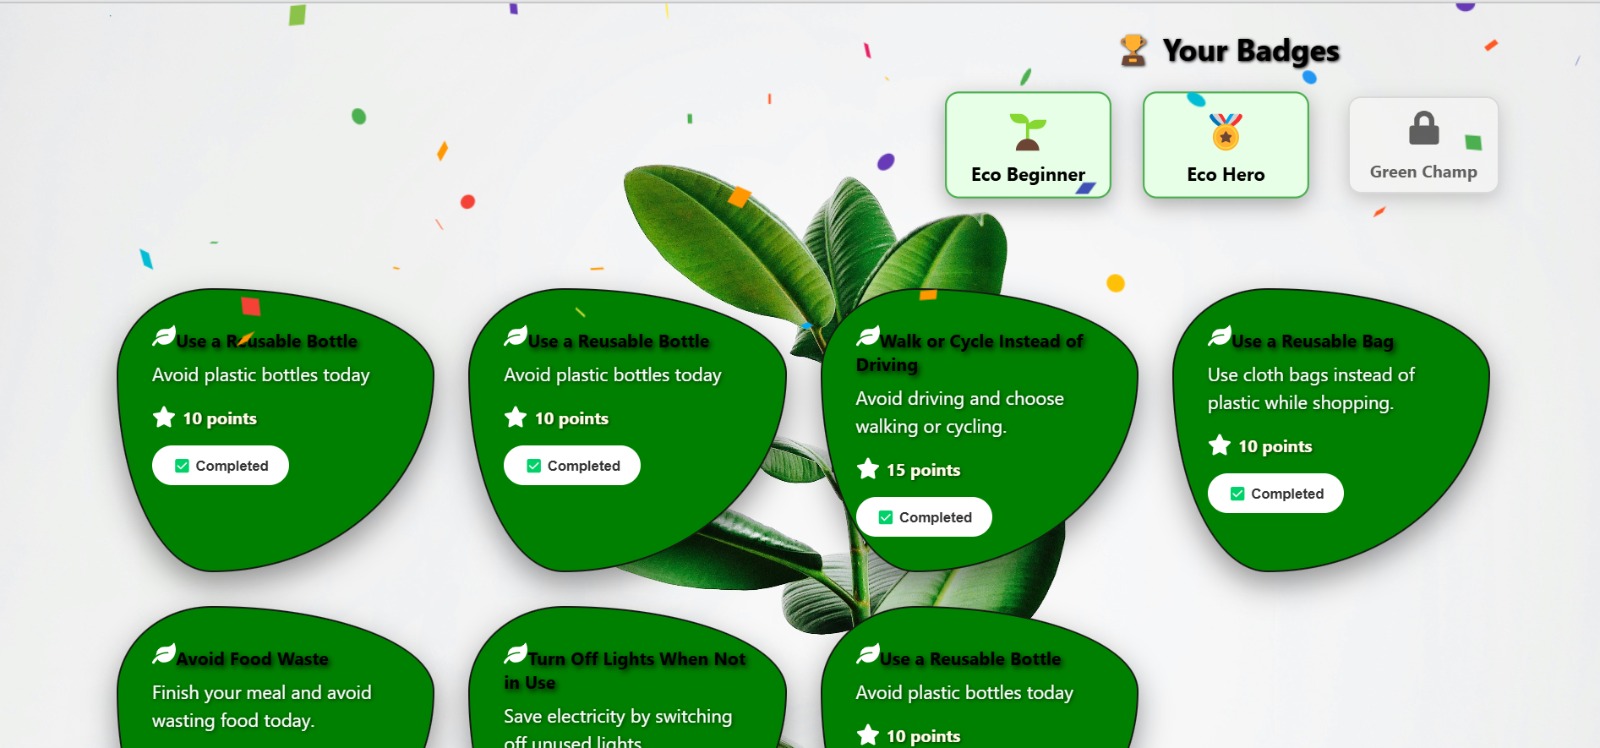 Your Badges
Eco Beginner
Eco Hero
Green Champ
Use a Reusable Bottle
Avoid plastic bottles today
10 points
Completed
Use a Reusable Bottle
Avoid plastic bottles today
10 points
Completed
Walk or Cycle Instead of
Driving
Avoid driving and choose
walking or cycling.
15 points
Completed
Use a Reusable Bag
Use cloth bags instead of
plastic while shopping.
10 points
Completed
Avoid Food Waste
Finish your meal and avoid
wasting food today.
Turn Off Lights When Not
in Use
Save electricity by switching
off unused lights
Use a Reusable Bottle
Avoid plastic bottles today
10 points